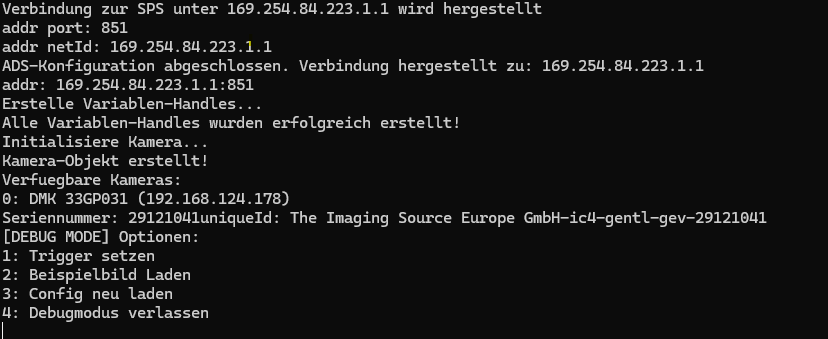 Verbindung zur SPS unter 169.254.84.223.1.1 wird hergestellt
addr port: 851
addr netId: 169.254.84.223.1.1
ADS-Konfiguration abgeschlossen. Verbindung hergestellt zu: 169.254.84.223.1.1
addr: 169.254.84.223.1.1:851
Erstelle Variablen-Handles...
Alle Variablen-Handles wurden erfolgreich erstellt!
Initialisiere Kamera...
Kamera-Objekt erstellt!
Verfuegbare Kameras:
0: DMK 33GP031 (192.168.124.178)
Seriennummer: 29121041uniqueId: The Imaging Source Europe GmbH-ic4-gentl-gev-29121041
[DEBUG MODE] Optionen:
1: Trigger setzen
2: Beispielbild Laden
3: Config neu laden
4: Debugmodus verlassen